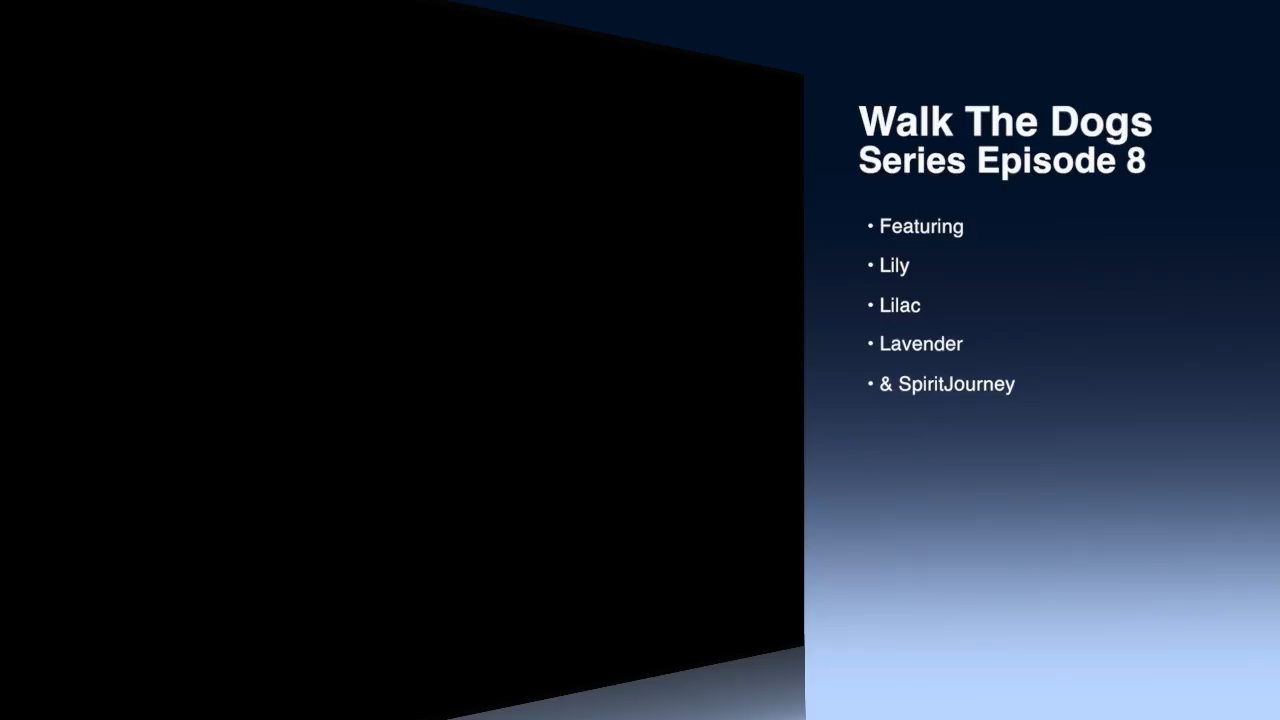 Walk The Dogs
Series Episode 8
• Featuring
• Lily
• Lilac
• Lavender
• & SpiritJourney